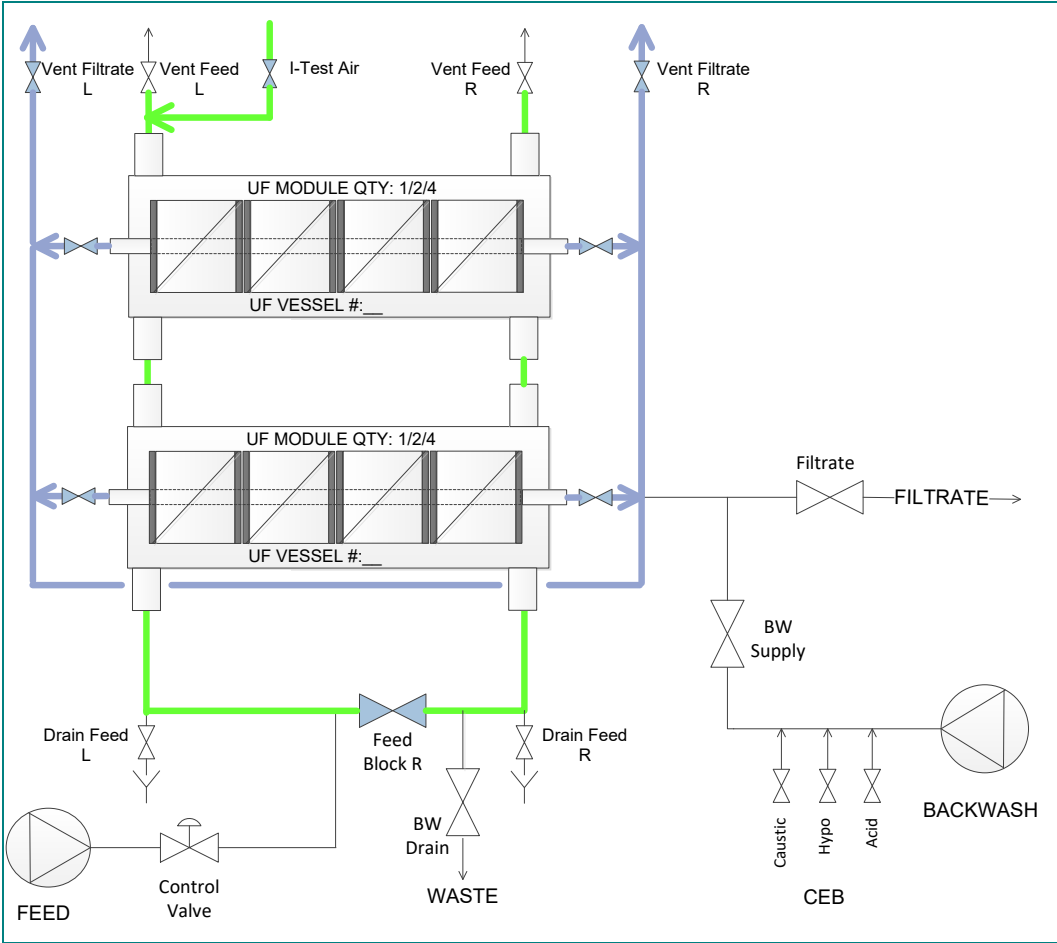 Vent Filtrate
L
Vent Feed
L
I-Test Air
Vent Feed
R
Vent Filtrate
R
UF MODULE QTY: 1/2/4
UF VESSEL #:__
UF MODULE QTY: 1/2/4
UF VESSEL #:__
Filtrate
FILTRATE
BW
Supply
Drain Feed
L
Feed
Block R
Drain Feed
R
BW
Drain
WASTE
Control
Valve
FEED
Caustic
Hypo
Acid
CEB
BACKWASH